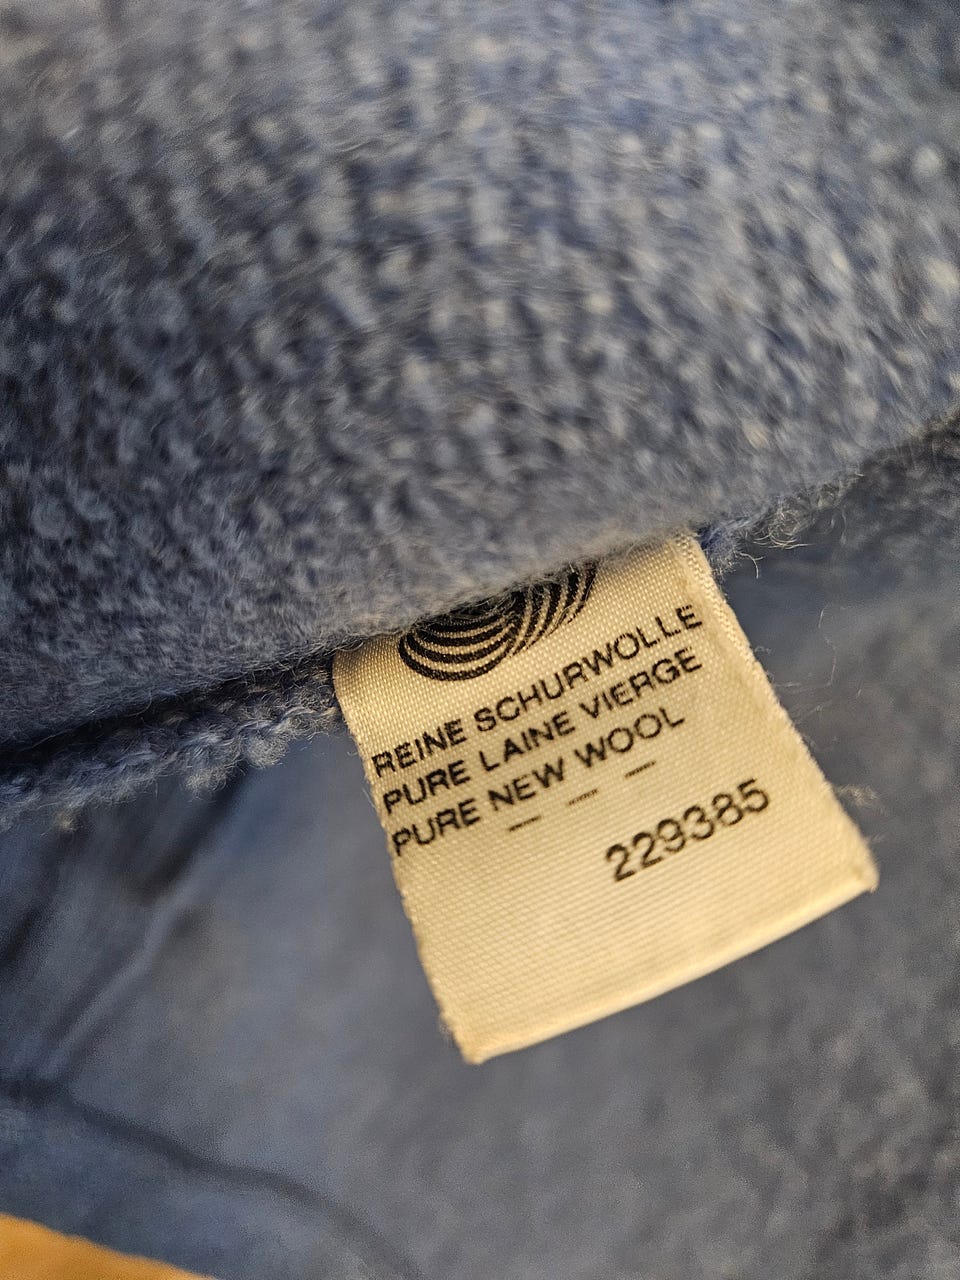 REINE SCHURWOLLE
PURE LAINE VIERGE
PURE NEW WOOL
229385